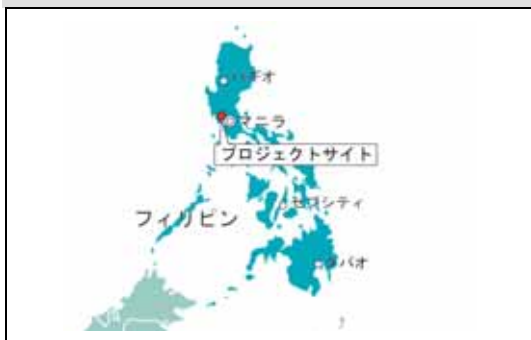 バギオ
マニラ
プロジェクトサイト
セブシティ
フィリピン
ダバオ